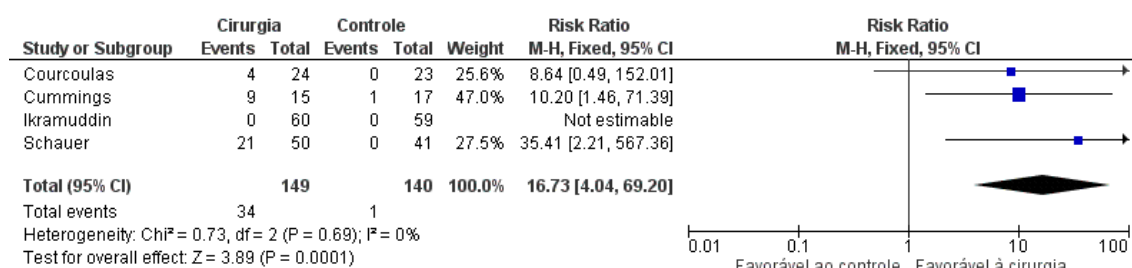 Cirurgia Controle Risk Ratio Risk Ratio
Study or Subgroup Events Total Events Total Weight M-H, Fixed, 95% CI M-H, Fixed, 95% CI
Courcoulas 4 24 0 23 25.6% 8.64 [0.49, 152.01]
Cummings 9 15 1 17 47.0% 10.20 [1.46, 71.39]
Ikramuddin 0 60 0 59 Not estimable
Schauer 21 50 0 41 27.5% 35.41 [2.21, 567.36]
Total (95% CI) 149 140 100.0% 16.73 [4.04, 69.20]
Total events 34 1
Heterogeneity: Chi² = 0.73, df = 2 (P = 0.69); I² = 0%
Test for overall effect: Z = 3.89 (P = 0.0001)
0.01 0.1 1 10 100
Favorável ao controle Favorável à cirurgia